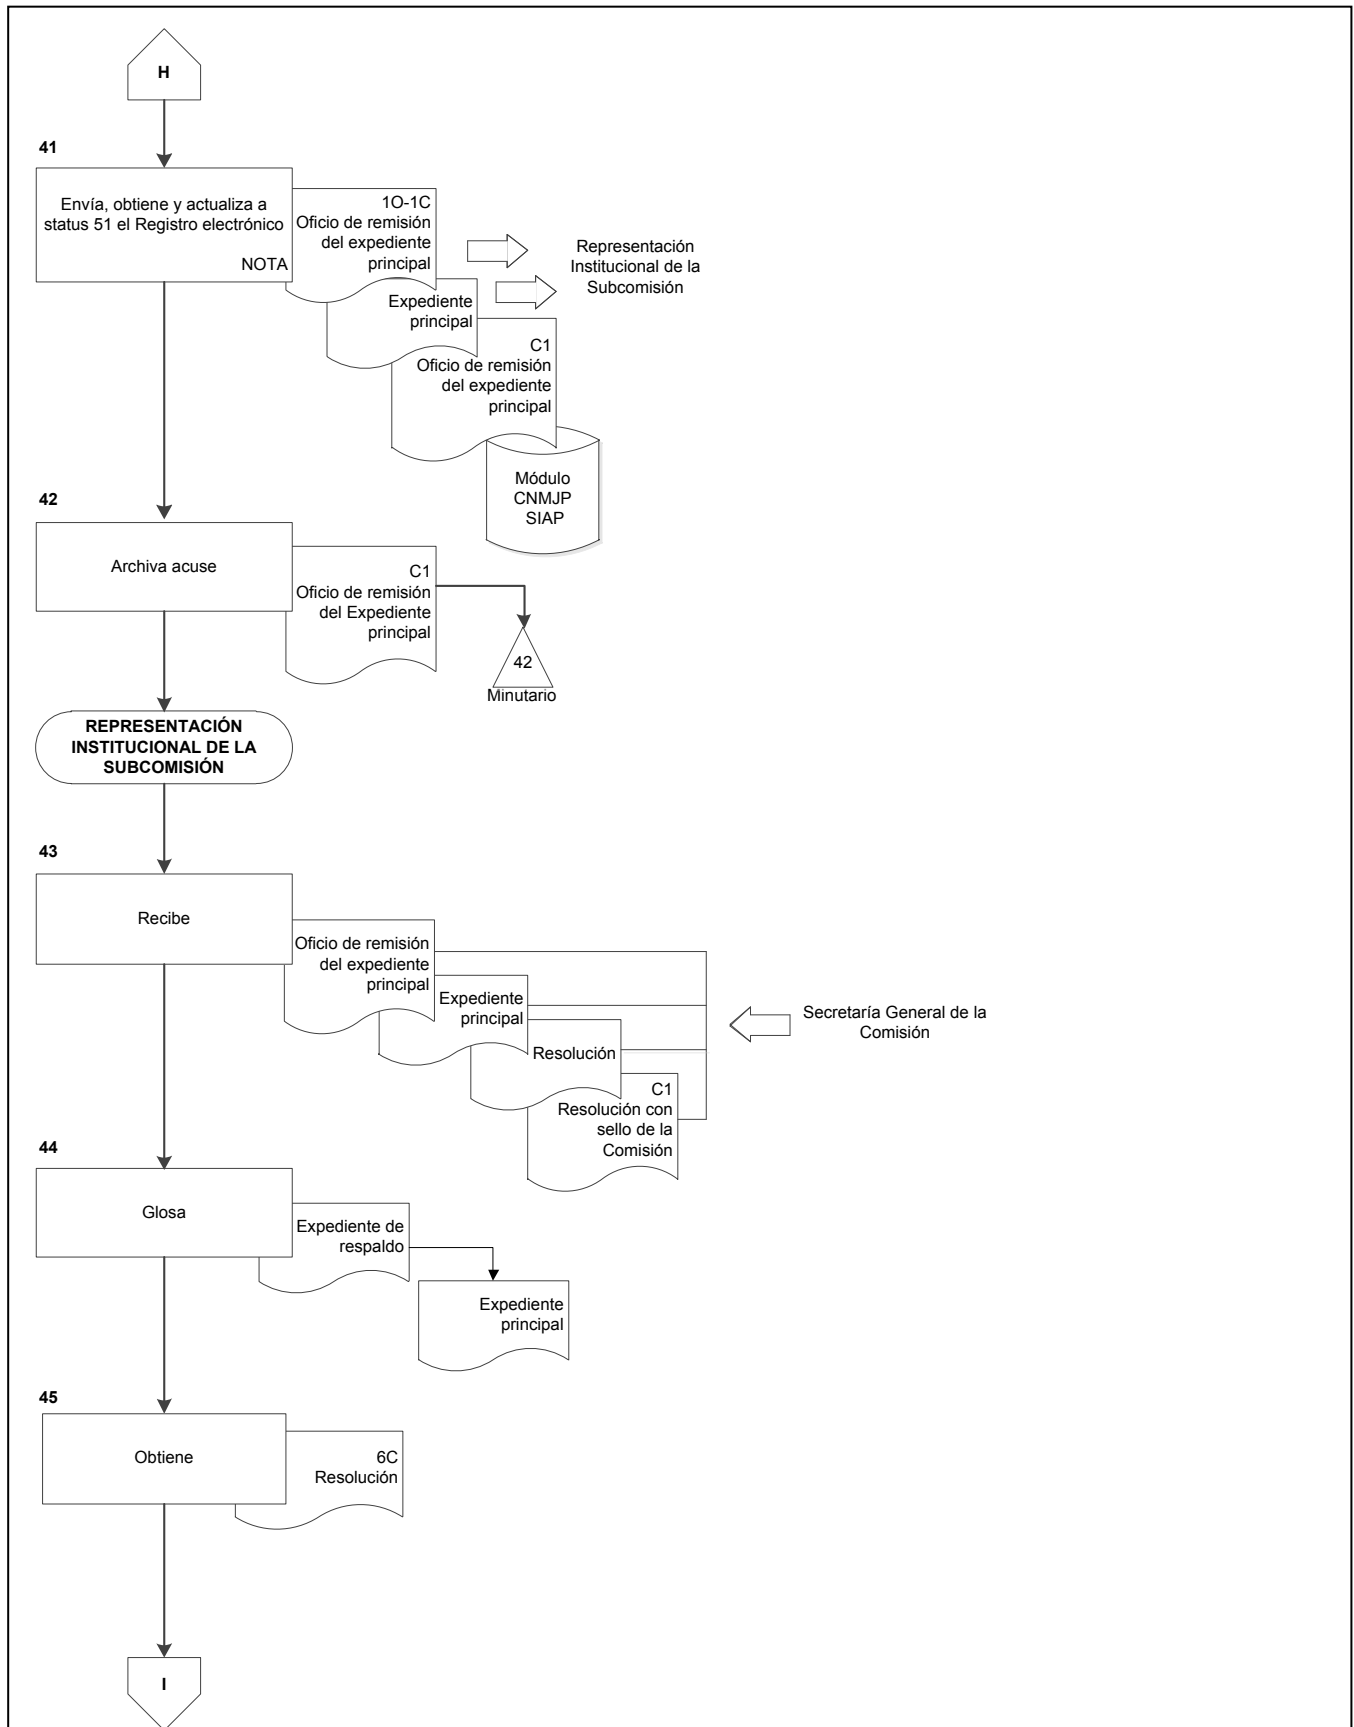 H
41
Envía, obtiene y actualiza a
status 51 el Registro electrónico
NOTA
1O-1C
Oficio de remisión
del expediente
principal
Representación
Institucional de la
Subcomisión
Expediente
principal
C1
Oficio de remisión
del expediente
principal
Módulo
CNMJP
SIAP
42
Archiva acuse
C1
Oficio de remisión
del Expediente
principal
42
Minutario
REPRESENTACIÓN
INSTITUCIONAL DE LA
SUBCOMISIÓN
43
Recibe
Oficio de remisión
del expediente
principal
Expediente
principal
Resolución
C1
Resolución con
sello de la
Comisión
Secretaría General de la
Comisión
44
Glosa
Expediente de
respaldo
Expediente
principal
45
Obtiene
6C
Resolución
I